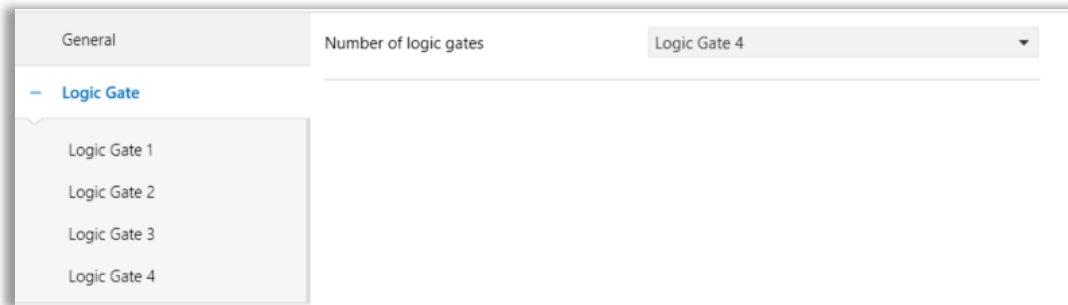 General
Number of logic gates
Logic Gate 4
Logic Gate
Logic Gate 1
Logic Gate 2
Logic Gate 3
Logic Gate 4